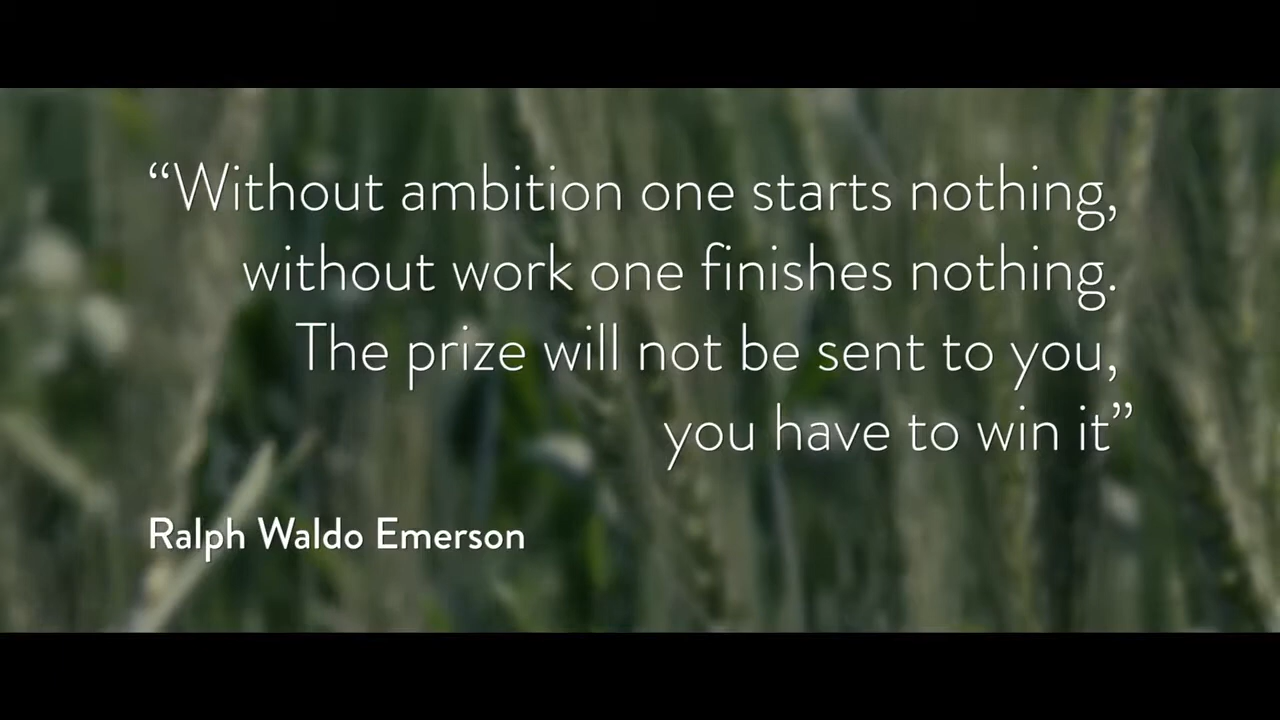 “Without ambition one starts nothing,
without work one finishes nothing.
The prize will not be sent to you,
you have to win it”
Ralph Waldo Emerson